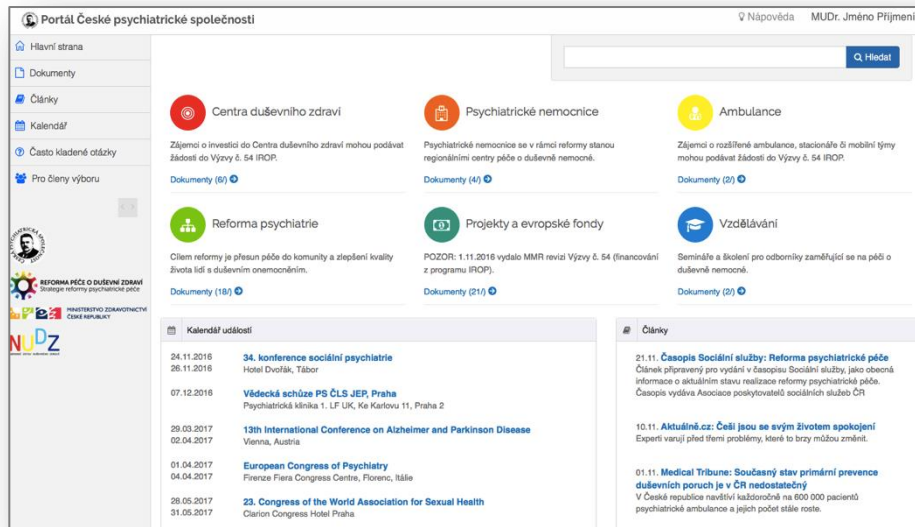 Portál České psychiatrické společnosti
Nápověda
MUDr. Jméno Příjmení
Hlavní strana
Dokumenty
Články
Kalendář
Často kladené otázky
Pro členy výboru
Hledat
Centra duševního zdraví
Zájemci o investici do Centra duševního zdraví mohou podávat
žádosti do Výzvy č. 54 IROP.
Dokumenty (6/)
Psychiatrické nemocnice
Psychiatrické nemocnice se v rámci reformy stanou
regionálními centry péče o duševně nemocné.
Dokumenty (4/)
Ambulance
Zájemci o rozšířené ambulance, stacionáře či mobilní týmy
mohou podávat žádosti do Výzvy č. 54 IROP.
Dokumenty (2/)
Reforma psychiatrie
Cílem reformy je přesun péče do komunity a zlepšení kvality
života lidí s duševním onemocněním.
Dokumenty (18/)
Projekty a evropské fondy
POZOR: 1.11.2016 vydalo MMR revizi Výzvy č. 54 (financování
z programu IROP).
Dokumenty (21/)
Vzdělávání
Semináře a školení pro odborníky zaměřující se na péči o
duševně nemocné.
Dokumenty (2/)
REFORMA PÉČE O DUŠEVNÍ ZDRAVÍ
Strategie reformy psychiatrické péče
MINISTERSTVO ZDRAVOTNICTVÍ
ČESKÉ REPUBLIKY
NUDZ
Kalendář událostí
24.11.2016 34. konference sociální psychiatrie
26.11.2016 Hotel Dvořák, Tábor
07.12.2016 Vědecká schůze PS ČLS JEP, Praha
Psychiatrická klinika 1. LF UK, Ke Karlovu 11, Praha 2
29.03.2017 13th International Conference on Alzheimer and Parkinson Disease
02.04.2017 Vienna, Austria
01.04.2017 European Congress of Psychiatry
04.04.2017 Firenze Fiera Congress Centre, Florenc, Itálie
28.05.2017 23. Congress of the World Association for Sexual Health
31.05.2017 Clarion Congress Hotel Praha
Články
21.11. Časopis Sociální služby: Reforma psychiatrické péče
Článek připravený pro vydání v časopisu Sociální služby, jako obecná
informace o aktuálním stavu realizace reformy psychiatrické péče.
Časopis vydává Asociace poskytovatelů sociálních služeb ČR
10.11. Aktuálně.cz: Češi jsou se svým životem spokojení
Experti varují před třemi problémy, které to brzy můžou změnit.
01.11. Medical Tribune: Současný stav primární prevence
duševních poruch je v ČR nedostatečný
V České republice navštíví každoročně na 600 000 pacientů
psychiatrické ambulance a jejich počet stále roste.